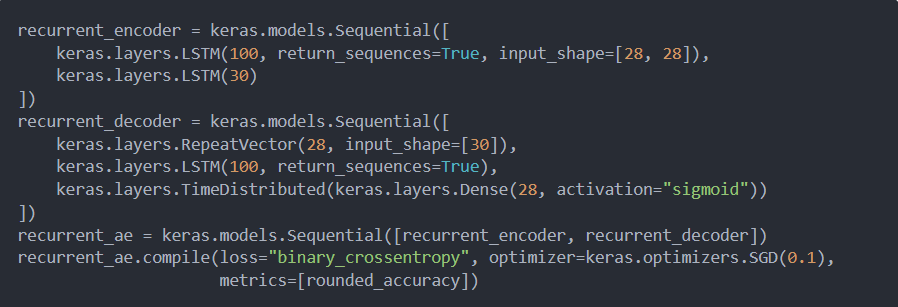 recurrent_encoder = keras.models.Sequential([
    keras.layers.LSTM(100, return_sequences=True, input_shape=[28, 28]),
    keras.layers.LSTM(30)
])
recurrent_decoder = keras.models.Sequential([
    keras.layers.RepeatVector(28, input_shape=[30]),
    keras.layers.LSTM(100, return_sequences=True),
    keras.layers.TimeDistributed(keras.layers.Dense(28, activation="sigmoid"))
])
recurrent_ae = keras.models.Sequential([recurrent_encoder, recurrent_decoder])
recurrent_ae.compile(loss="binary_crossentropy", optimizer=keras.optimizers.SGD(0.1),
                     metrics=[rounded_accuracy])